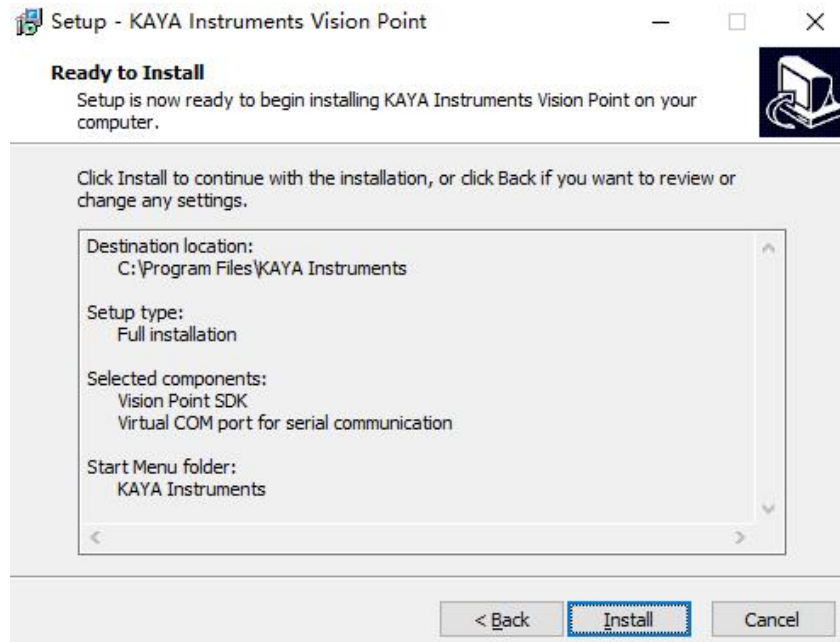 Setup - KAYA Instruments Vision Point
Ready to Install
Setup is now ready to begin installing KAYA Instruments Vision Point on your
computer.
Click Install to continue with the installation, or click Back if you want to review or
change any settings.
Destination location:
C:\Program Files\KAYA Instruments
Setup type:
Full installation
Selected components:
Vision Point SDK
Virtual COM port for serial communication
Start Menu folder:
KAYA Instruments
< Back
Install
Cancel